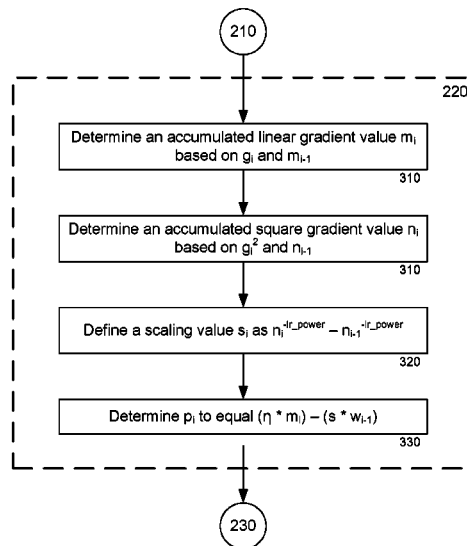 210
220
Determine an accumulated linear gradient value mᵢ
based on gᵢ and mᵢ₋₁
310
Determine an accumulated square gradient value nᵢ
based on gᵢ² and nᵢ₋₁
310
Define a scaling value sᵢ as nᵢ^-lr_power – nᵢ₋₁^-lr_power
320
Determine pᵢ to equal (η * mᵢ) – (s * wᵢ₋₁)
330
230